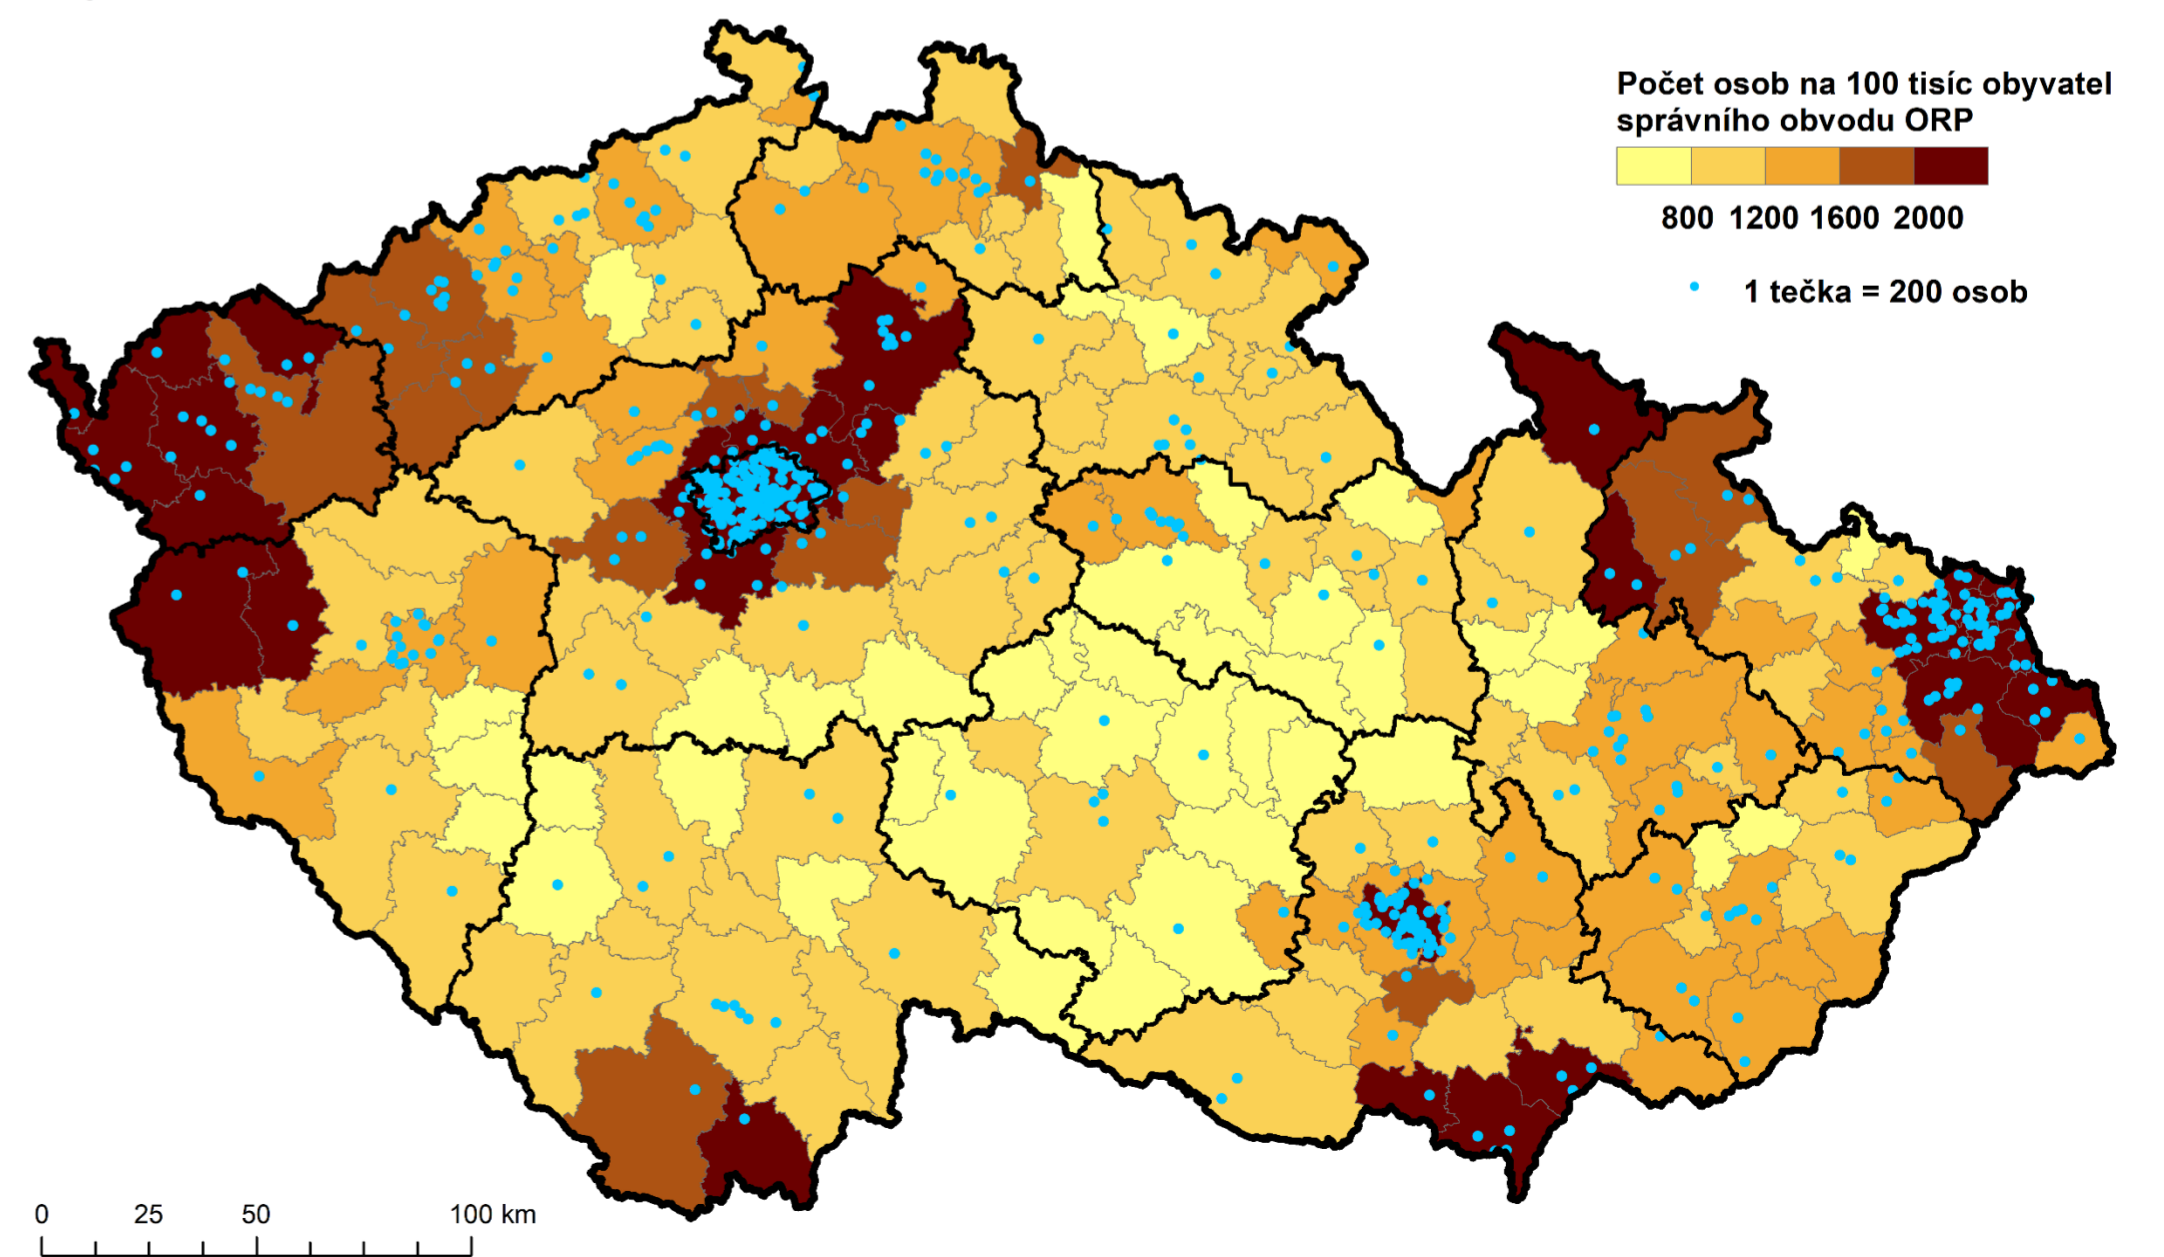 Počet osob na 100 tisíc obyvatel
správního obvodu ORP
800 1200 1600 2000
1 tečka = 200 osob
0 25 50 100 km